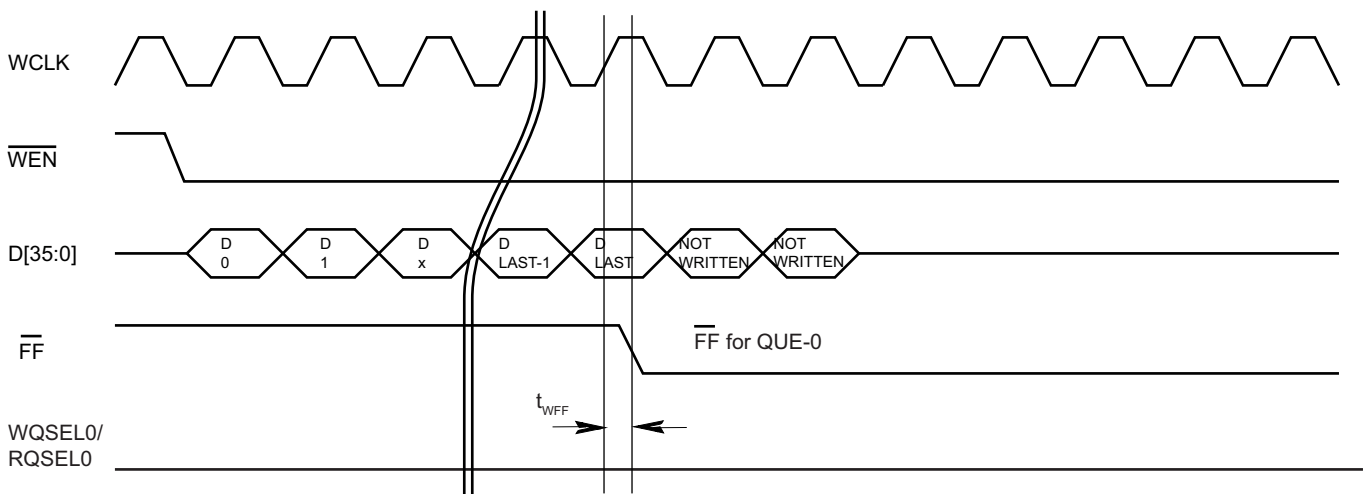 WCLK
WEN
D[35:0]
D
0
D
1
D
x
D
LAST-1
D
LAST
NOT
WRITTEN
NOT
WRITTEN
FF
FF for QUE-0
tWFF
WQSEL0/
RQSEL0